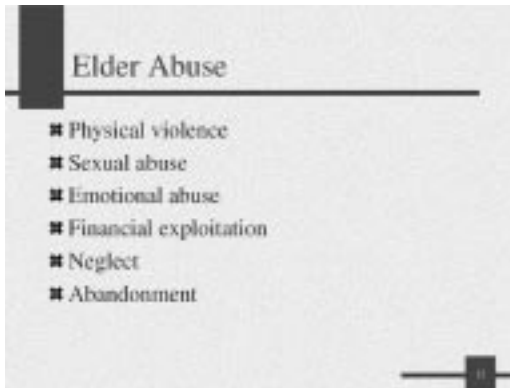 Elder Abuse
Physical violence
Sexual abuse
Emotional abuse
Financial exploitation
Neglect
Abandonment